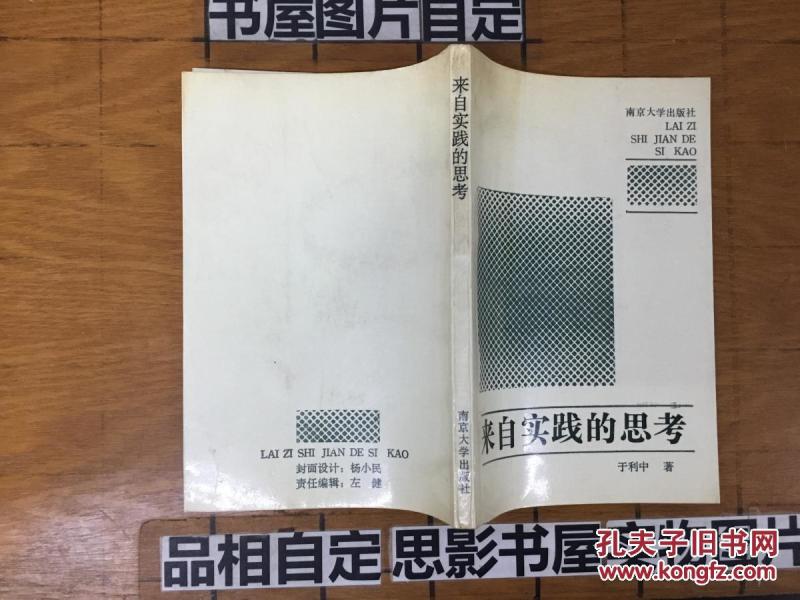 书屋图片自定
来自实践的思考
南京大学出版社
南京大学出版社
LAI ZI
SHI JIAN DE
SI KAO
来自实践的思考
于利中 著
LAI ZI SHI JIAN DE SI KAO
封面设计：杨小民
责任编辑：左 健
品相自定 思影书屋实物图片
孔夫子旧书网
www.kongfz.com